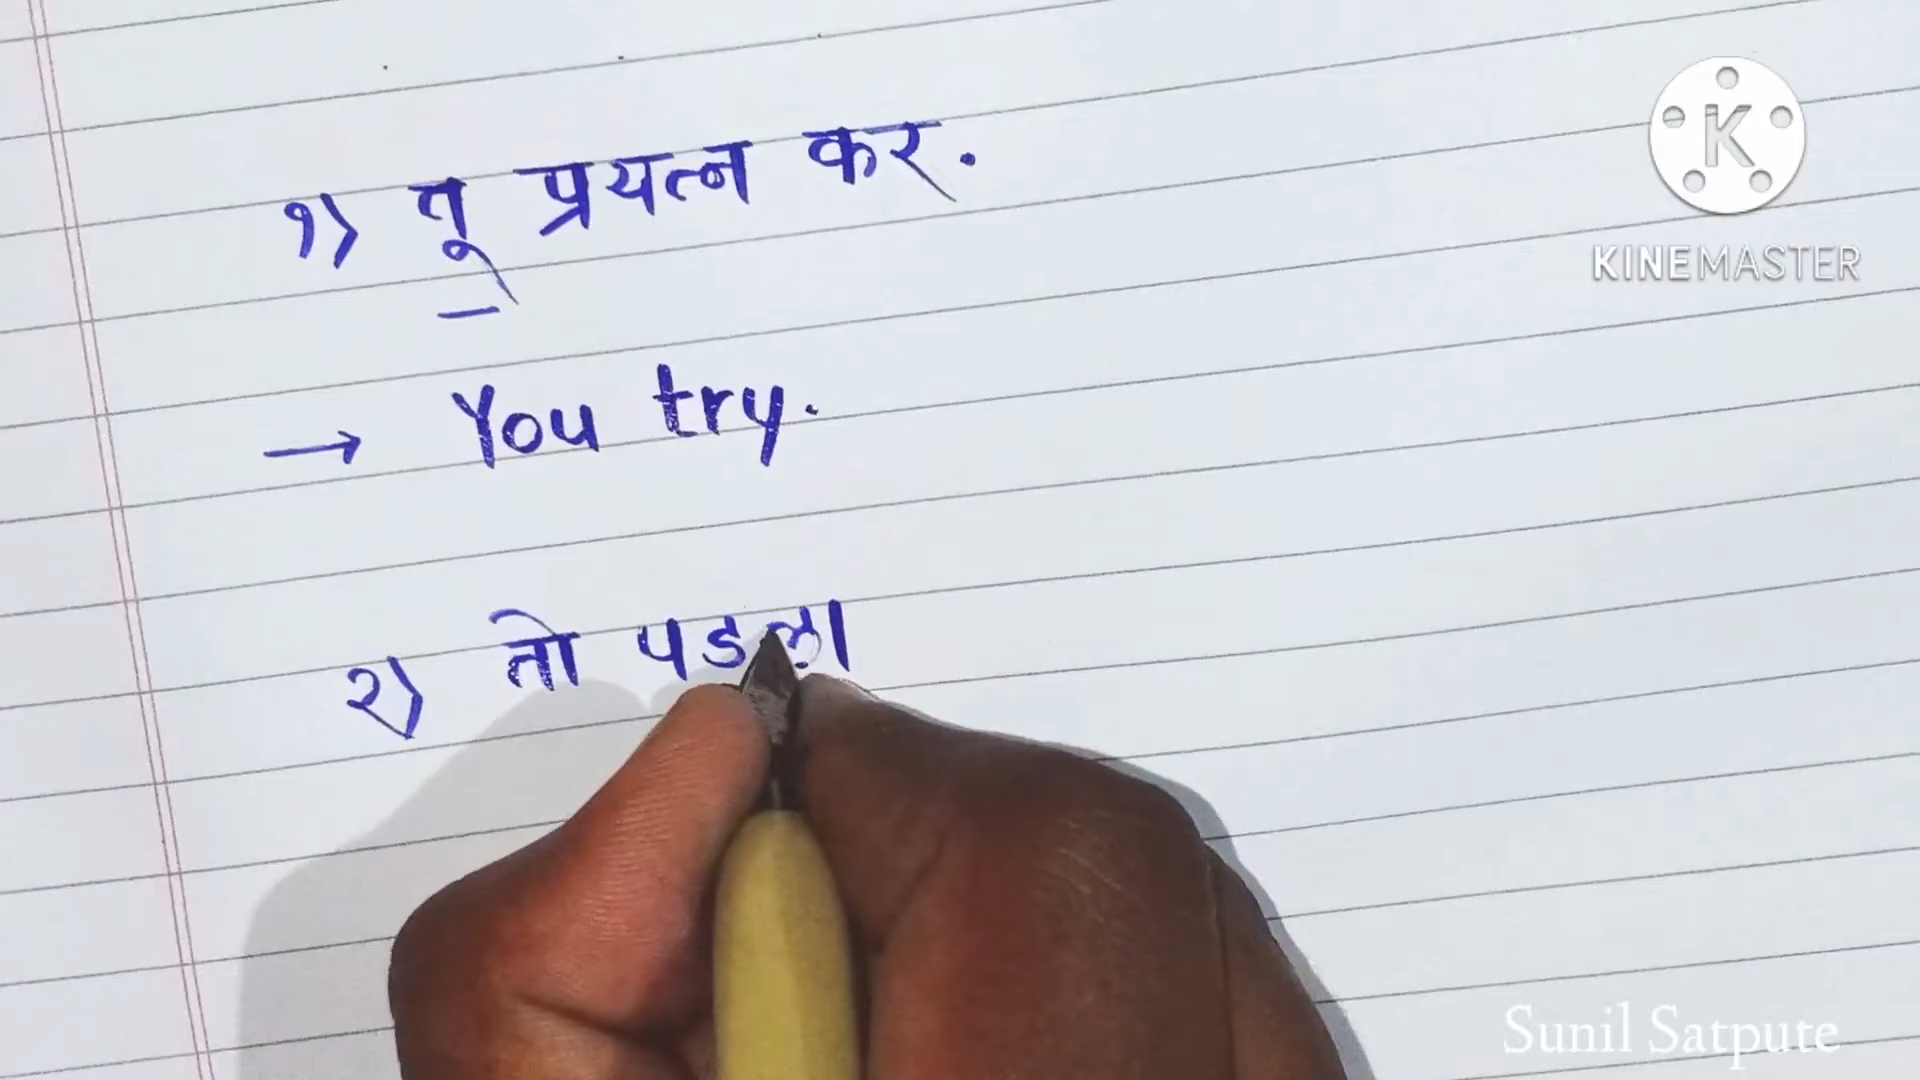 १) तू प्रयत्न कर.
→ You try.
२) तो पडला
K
KINEMASTER
Sunil Satpute